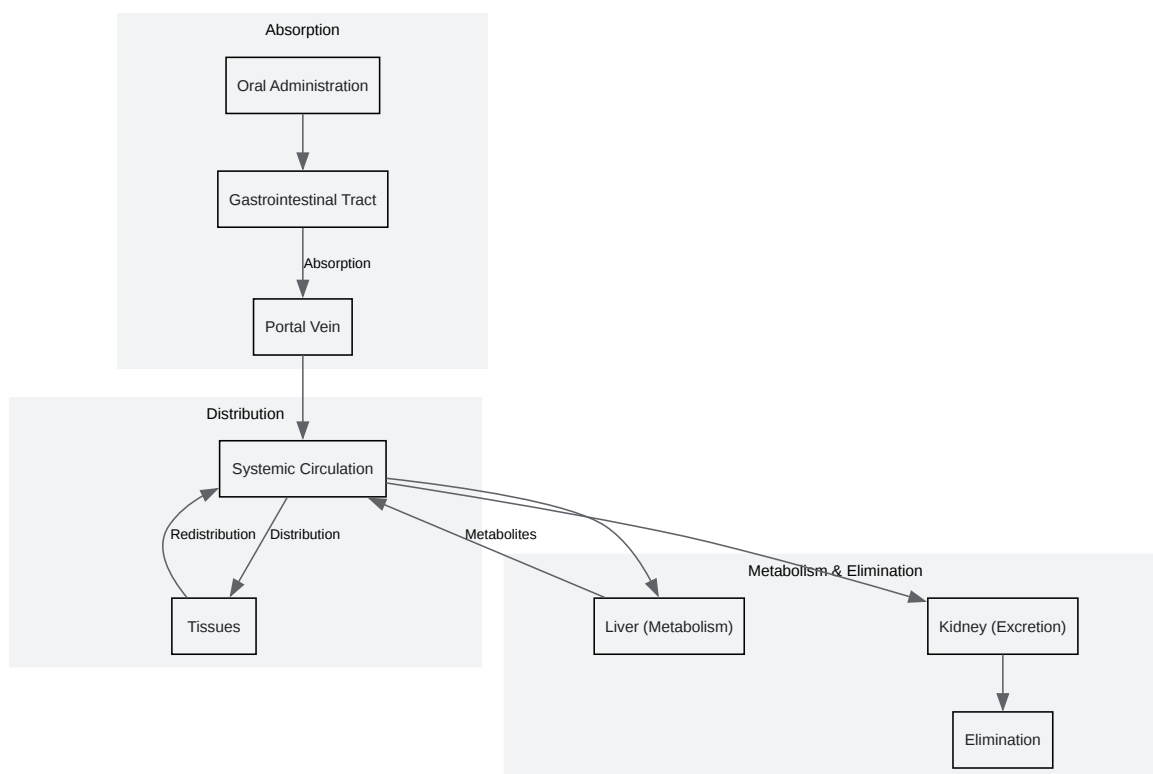 Absorption
Oral Administration
Gastrointestinal Tract
Absorption
Portal Vein
Distribution
Systemic Circulation
Redistribution
Distribution
Metabolites
Tissues
Metabolism & Elimination
Liver (Metabolism)
Kidney (Excretion)
Elimination